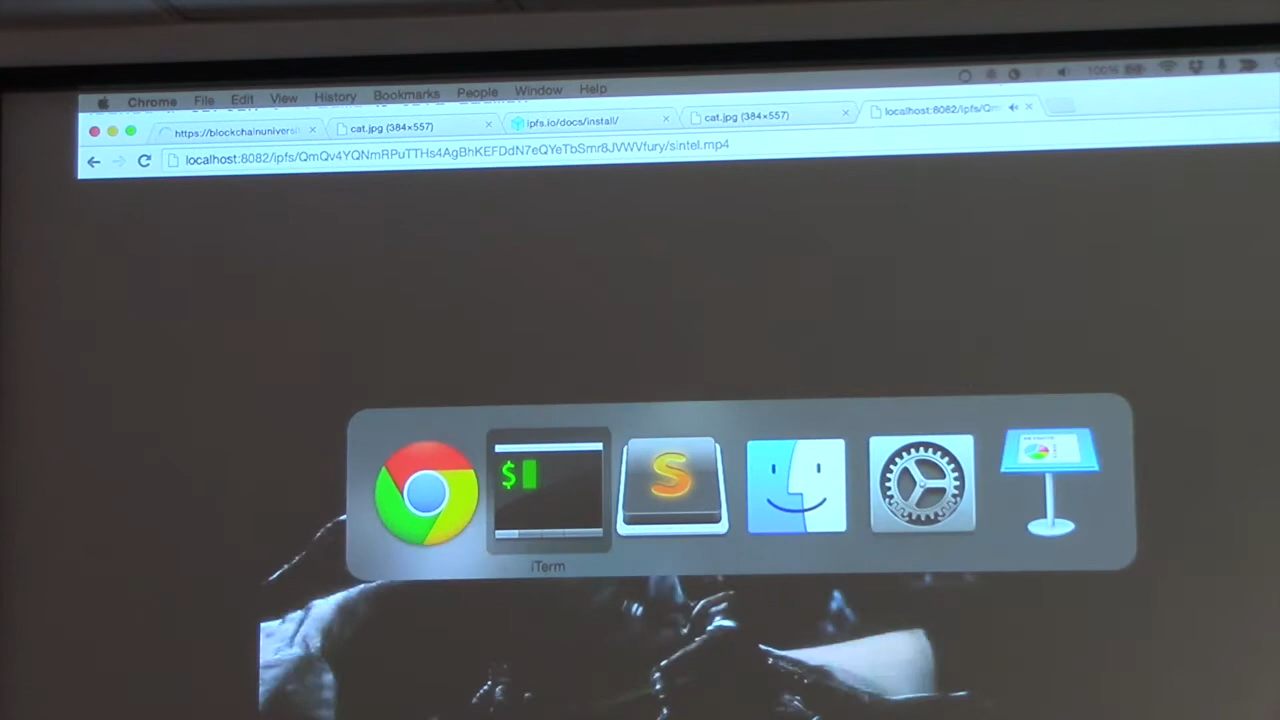 Chrome File Edit View History Bookmarks People Window Help 100%
https://blockchainuniversi cat.jpg (384×557) ipfs.io/docs/install/ cat.jpg (384×557) localhost:8082/ipfs/Qm
localhost:8082/ipfs/QmQv4YQNmRPuTTHs4AgBhKEFDdN7eQYeTbSmr8JVWVfury/sintel.mp4
$
S
iTerm